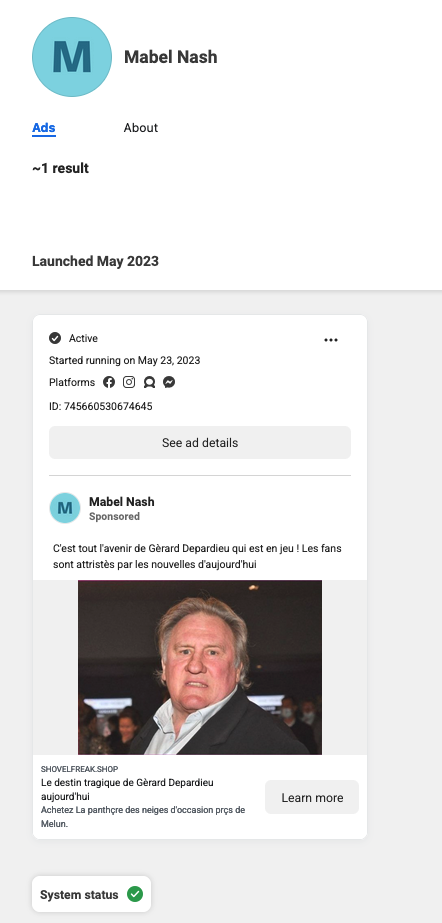 M
Mabel Nash
Ads
About
~1 result
Launched May 2023
Active
Started running on May 23, 2023
Platforms
ID: 745660530674645
See ad details
M
Mabel Nash
Sponsored
C'est tout l'avenir de Gèrard Depardieu qui est en jeu ! Les fans
sont attristès par les nouvelles d'aujourd'hui
SHOVELFREAK.SHOP
Le destin tragique de Gèrard Depardieu
aujourd'hui
Achetez La panthçre des neiges d'occasion prçs de
Melun.
Learn more
System status